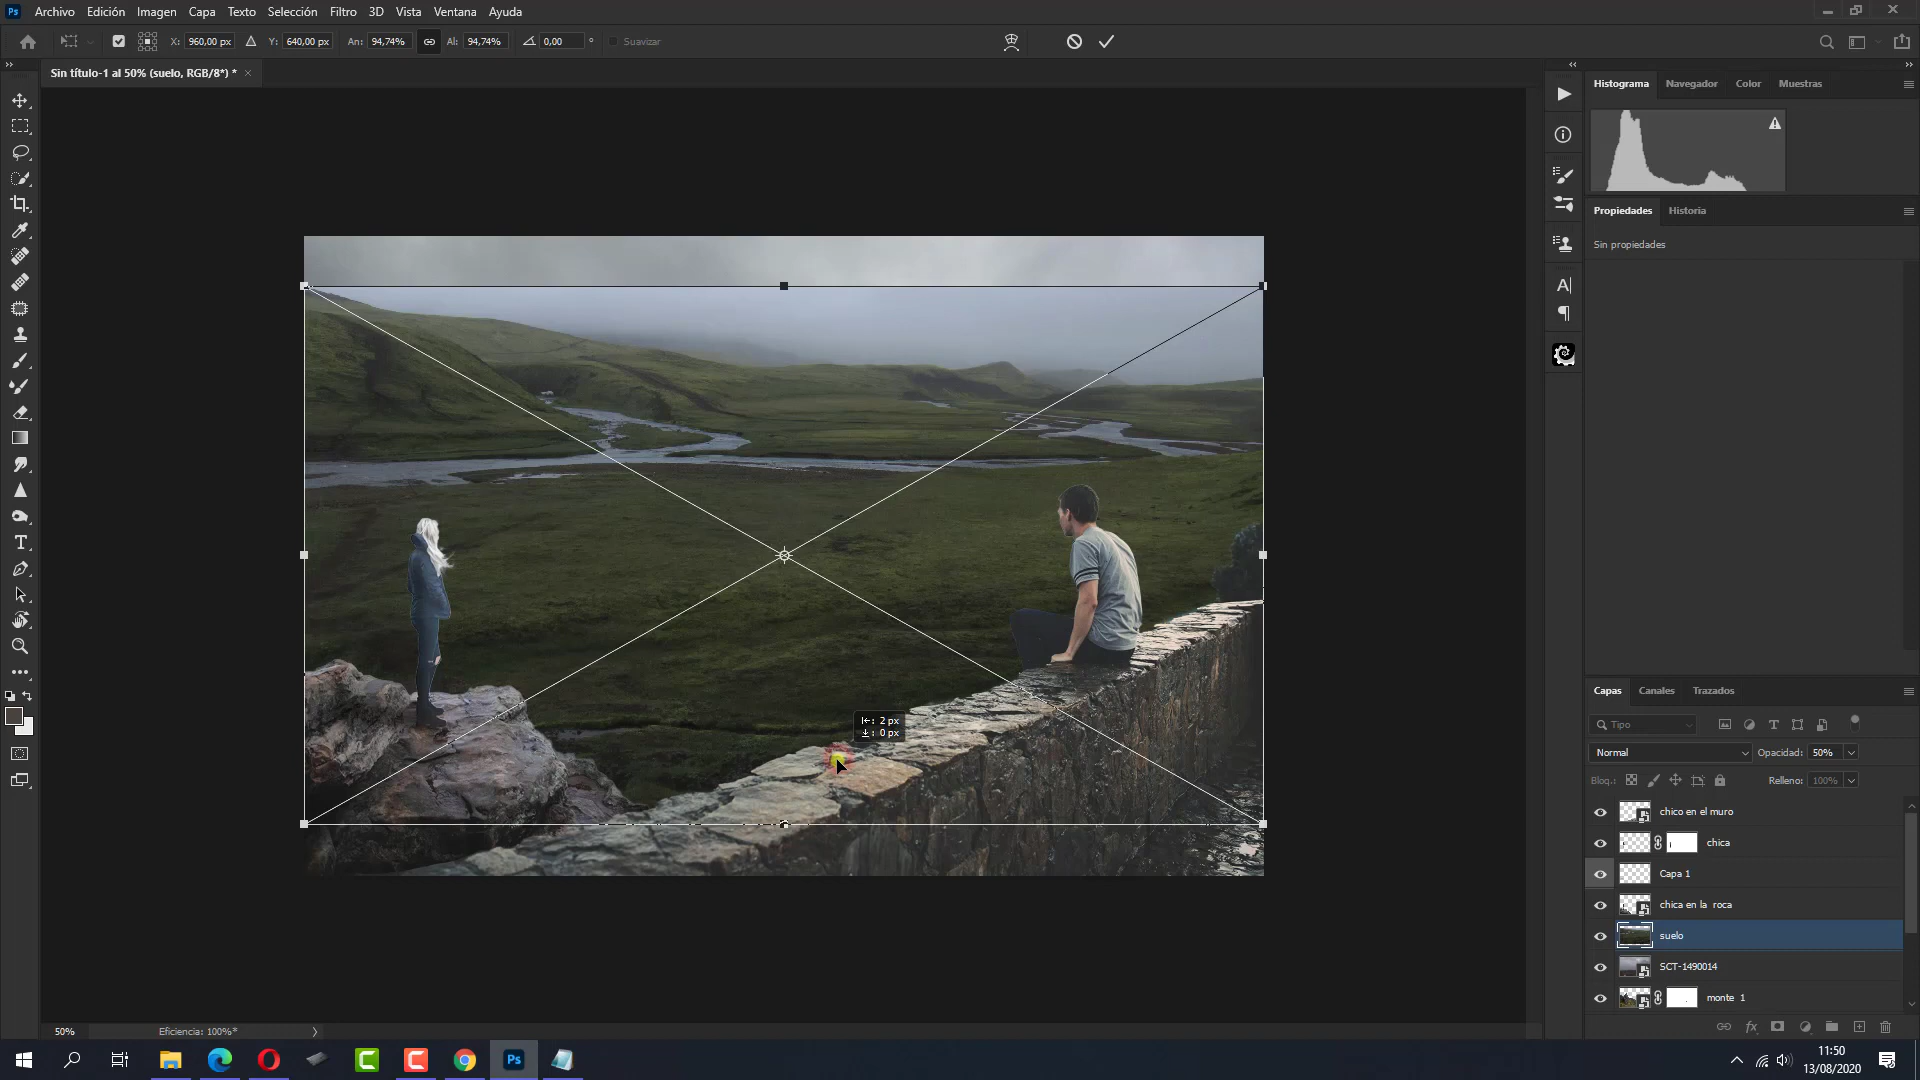 Ps Archivo Edición Imagen Capa Texto Selección Filtro 3D Vista Ventana Ayuda
X: 960,00 px Y: 640,00 px An: 94,74% Al: 94,74% 0,00 ° Suavizar
Sin título-1 al 50% (suelo, RGB/8*) * ×
Histograma Navegador Color Muestras
Propiedades Historia
Sin propiedades
2 px
0 px
Capas Canales Trazados
Tipo
Normal Opacidad: 50%
Bloq.: Relleno: 100%
chico en el muro
chica
Capa 1
chica en la roca
suelo
SCT-1490014
monte 1
50% Eficiencia: 100%*
Ps
11:50
13/08/2020